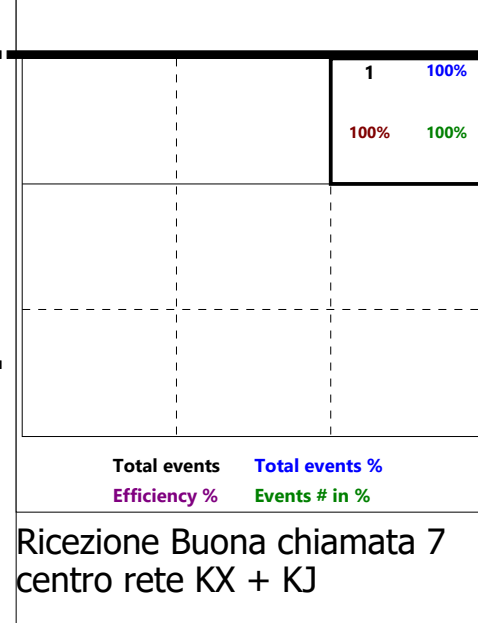 1 100%
100% 100%
Total events Total events %
Efficiency % Events # in %
Ricezione Buona chiamata 7
centro rete KX + KJ